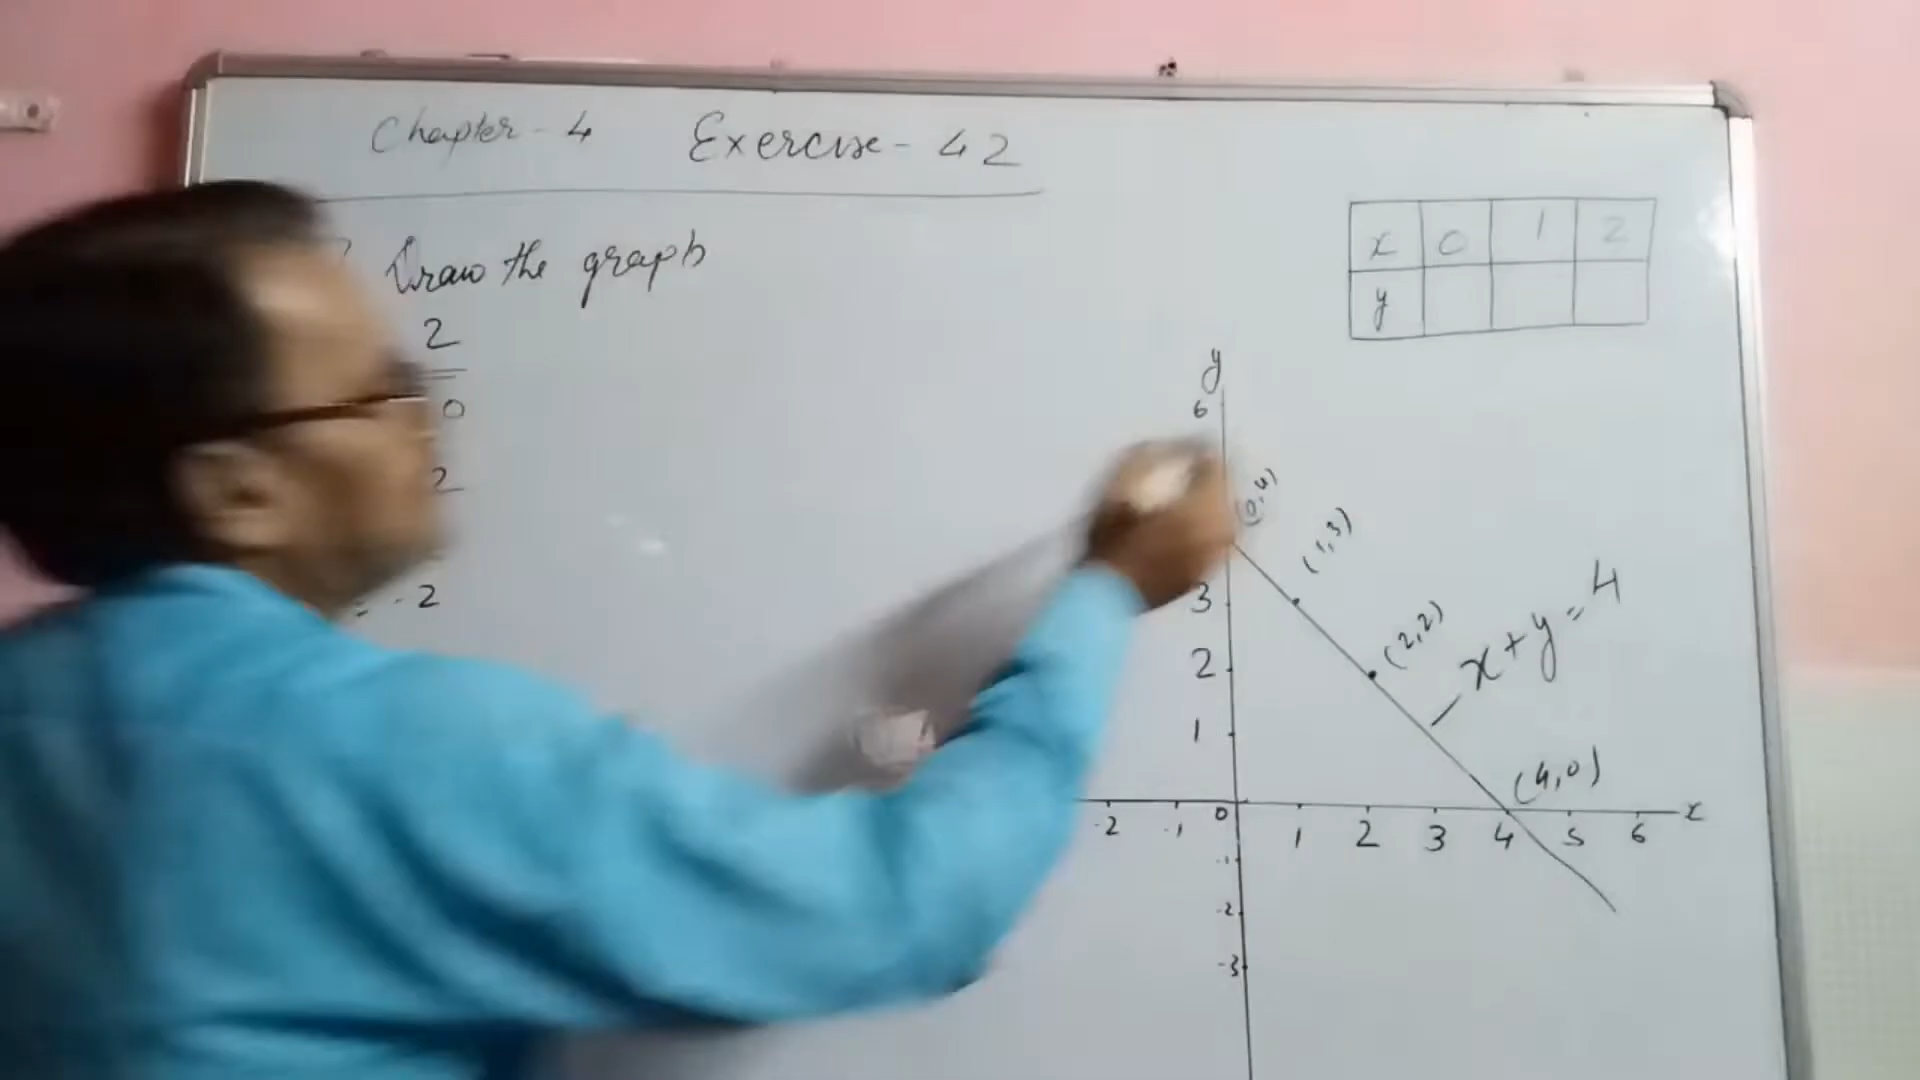 Chapter - 4 Exercise - 42
Draw the graph
2
0
2
= -2
x 0 1 2
y
y
6
(0,4)
(1,3)
3
(2,2)
x+y=4
2
1
(4,0)
-2 -1 0 1 2 3 4 5 6 x
-1
-2
-3